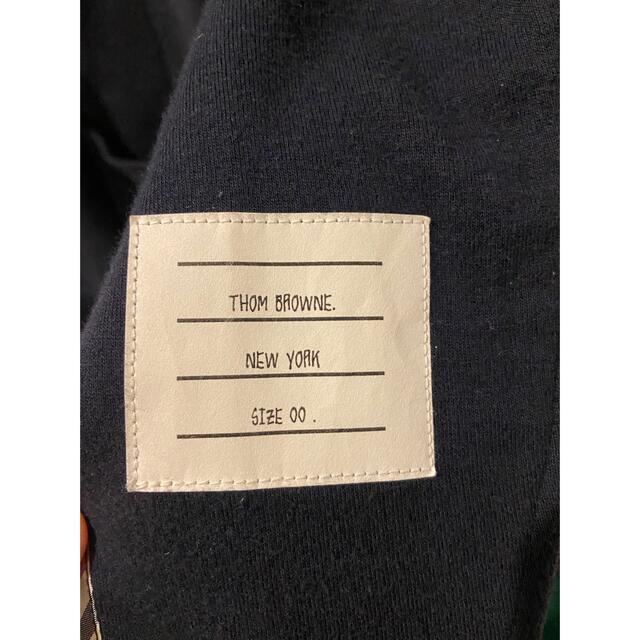 THOM BROWNE.
NEW YORK
SIZE 00 .